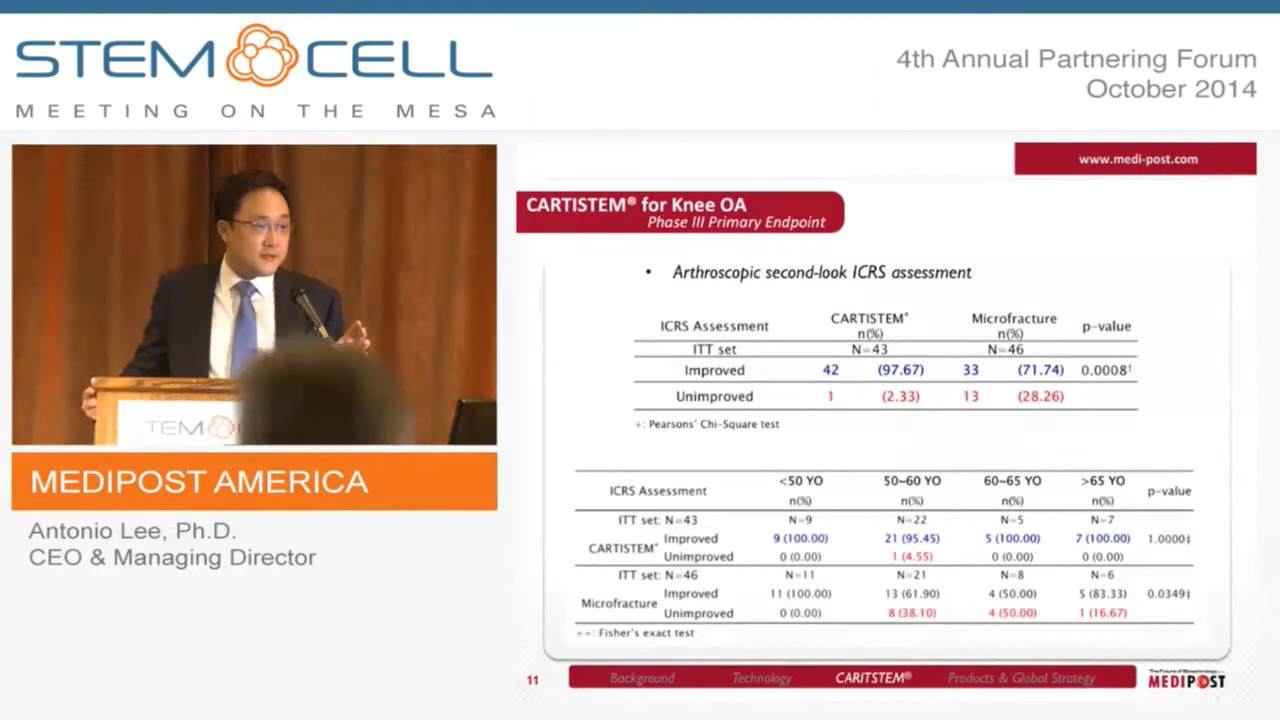 STEM CELL
MEETING ON THE MESA
4th Annual Partnering Forum
October 2014
TEM
MEDIPOST AMERICA
Antonio Lee, Ph.D.
CEO & Managing Director
www.medi-post.com
CARTISTEM® for Knee OA
Phase III Primary Endpoint
• Arthroscopic second-look ICRS assessment
ICRS Assessment CARTISTEM® n(%) Microfracture n(%) p-value
ITT set N=43 N=46
Improved 42 (97.67) 33 (71.74) 0.0008†
Unimproved 1 (2.33) 13 (28.26)
+: Pearsons' Chi-Square test
ICRS Assessment <50 YO n(%) 50~60 YO n(%) 60~65 YO n(%) >65 YO n(%) p-value
ITT set: N=43 N=9 N=22 N=5 N=7
CARTISTEM® Improved 9 (100.00) 21 (95.45) 5 (100.00) 7 (100.00) 1.0000‡
Unimproved 0 (0.00) 1 (4.55) 0 (0.00) 0 (0.00)
ITT set: N=46 N=11 N=21 N=8 N=6
Microfracture Improved 11 (100.00) 13 (61.90) 4 (50.00) 5 (83.33) 0.0349‡
Unimproved 0 (0.00) 8 (38.10) 4 (50.00) 1 (16.67)
++: Fisher's exact test
11 Background Technology CARITSTEM® Products & Global Strategy
MEDIPOST